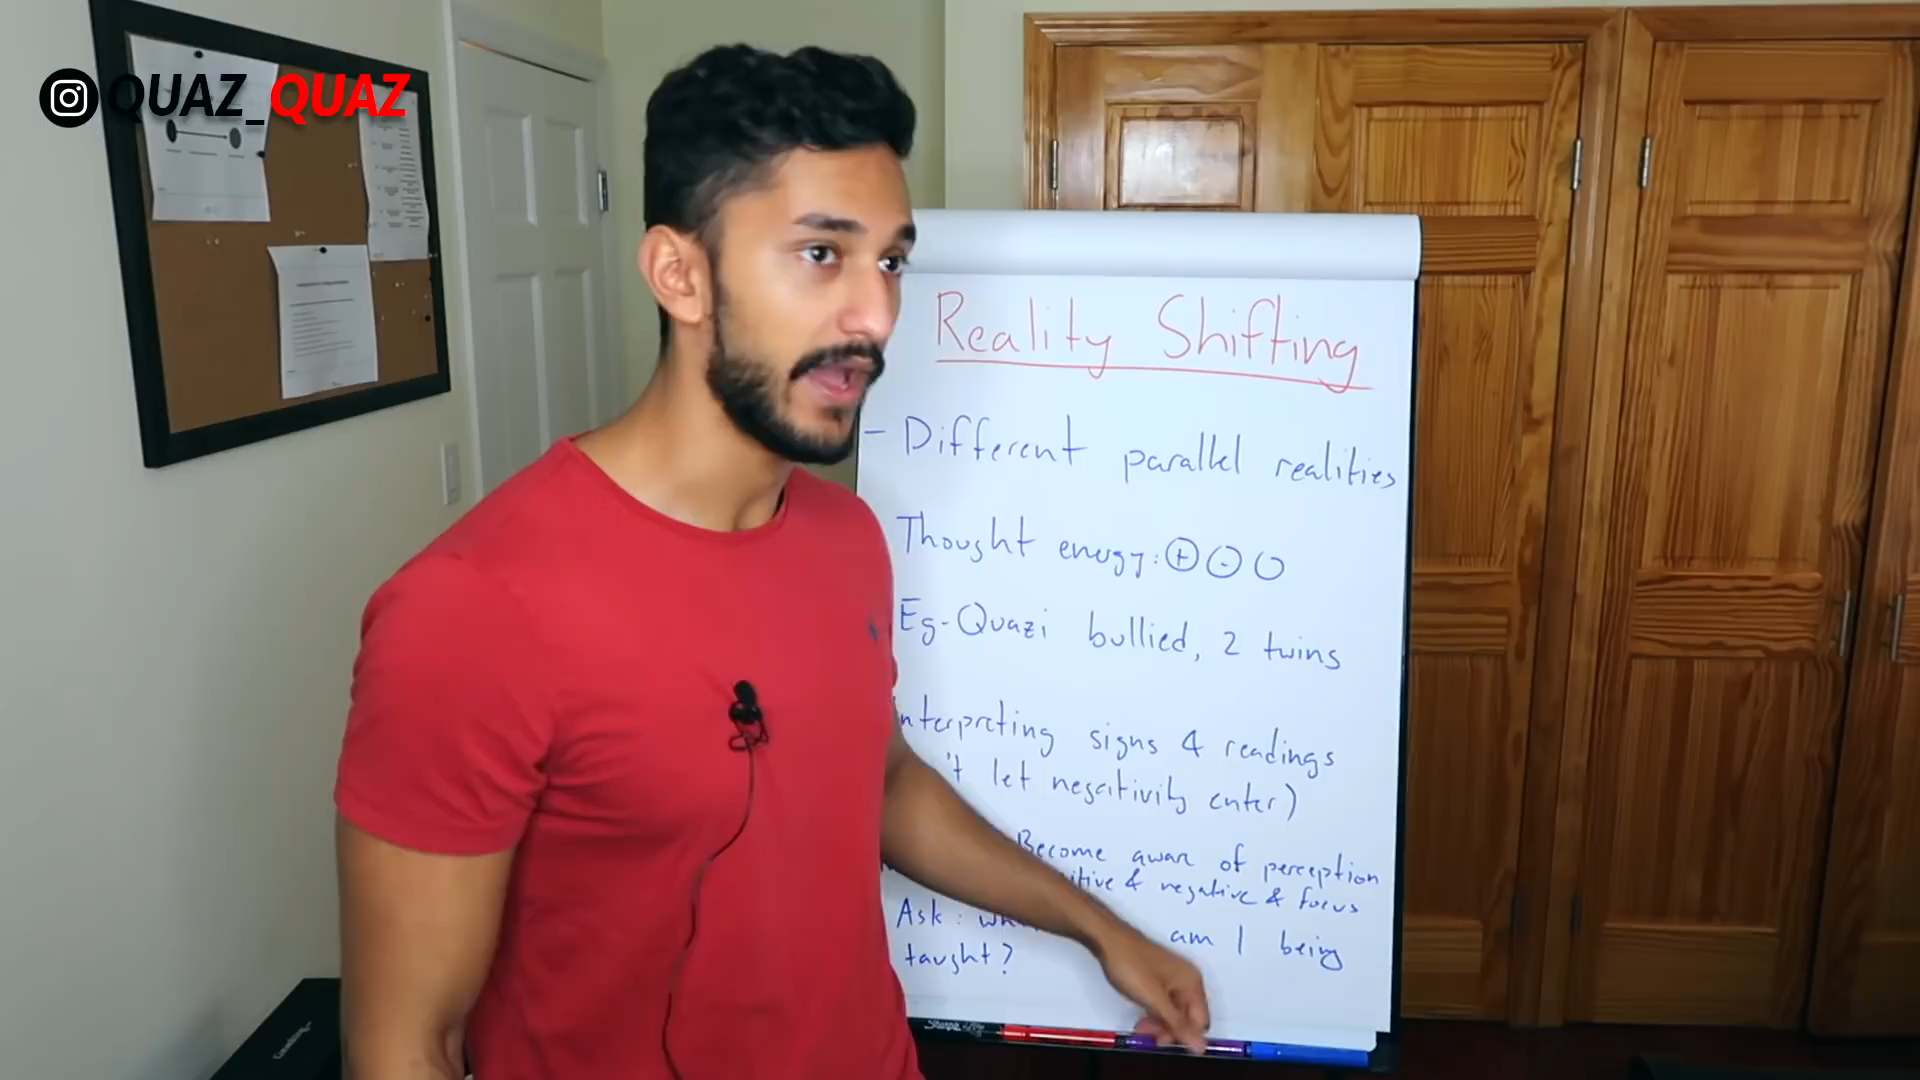 QUAZ_QUAZ
Reality Shifting
- Different parallel realities
Thought energy: + - O
Eg-Quazi bullied, 2 twins
nterpreting signs & readings
't let negativity enter)
Become aware of perception
itive & negative & focus
Ask: am I being
taught?
Sharpie